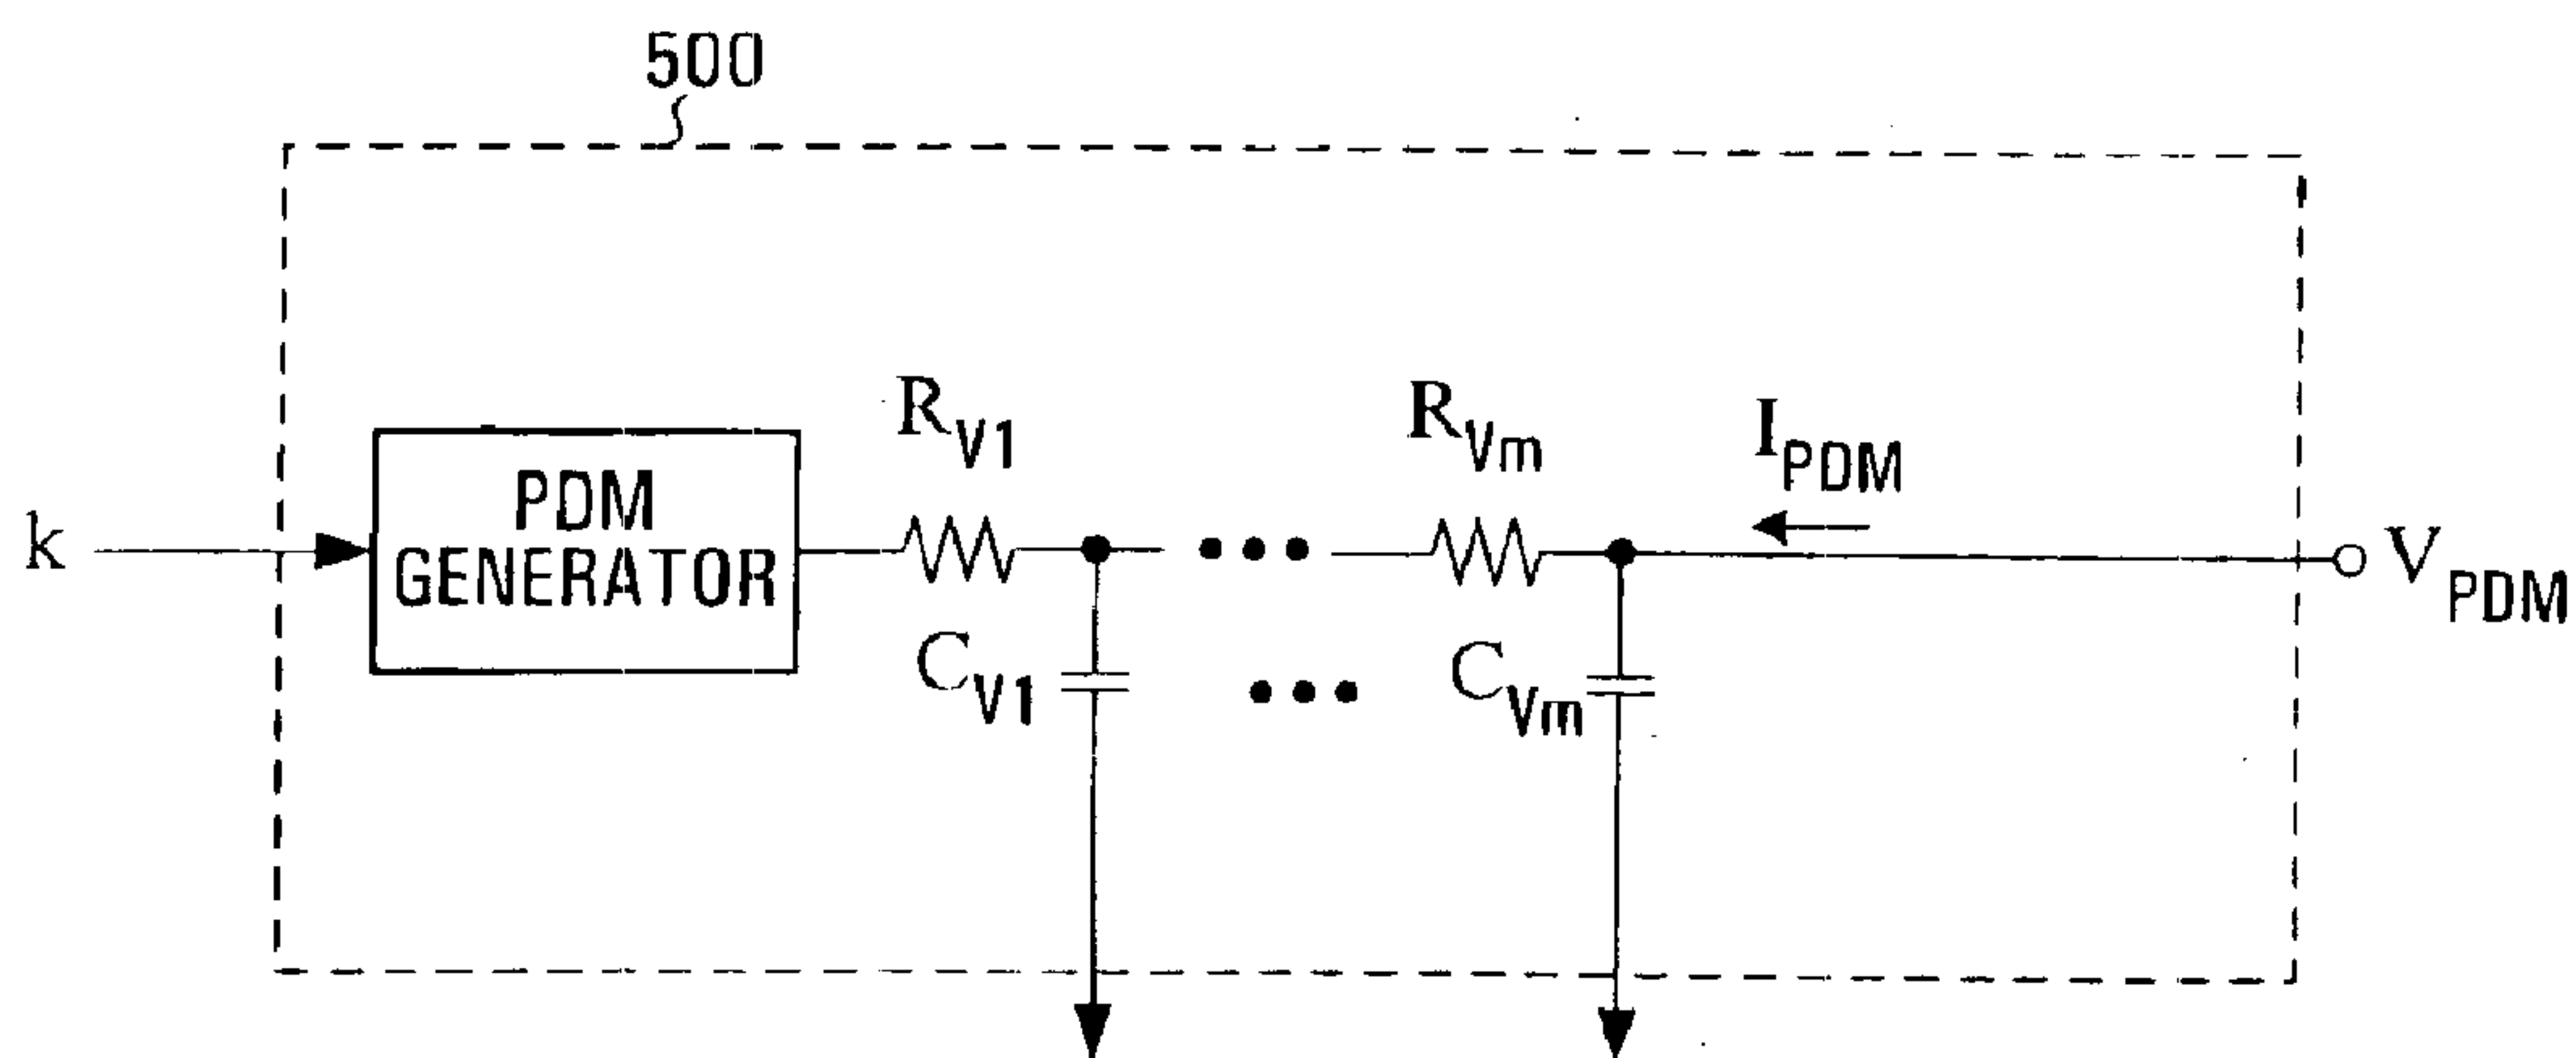 500
R_V1
R_Vm
I_PDM
k
PDM
GENERATOR
V_PDM
C_V1
•••
C_Vm